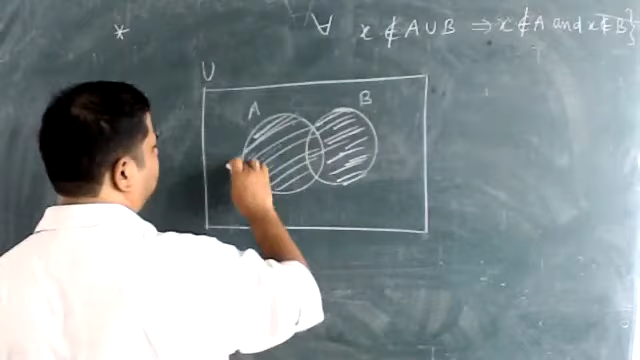 *
∀ x ∉ A ∪ B ⇒ x ∉ A and x ∉ B}
U
A
B